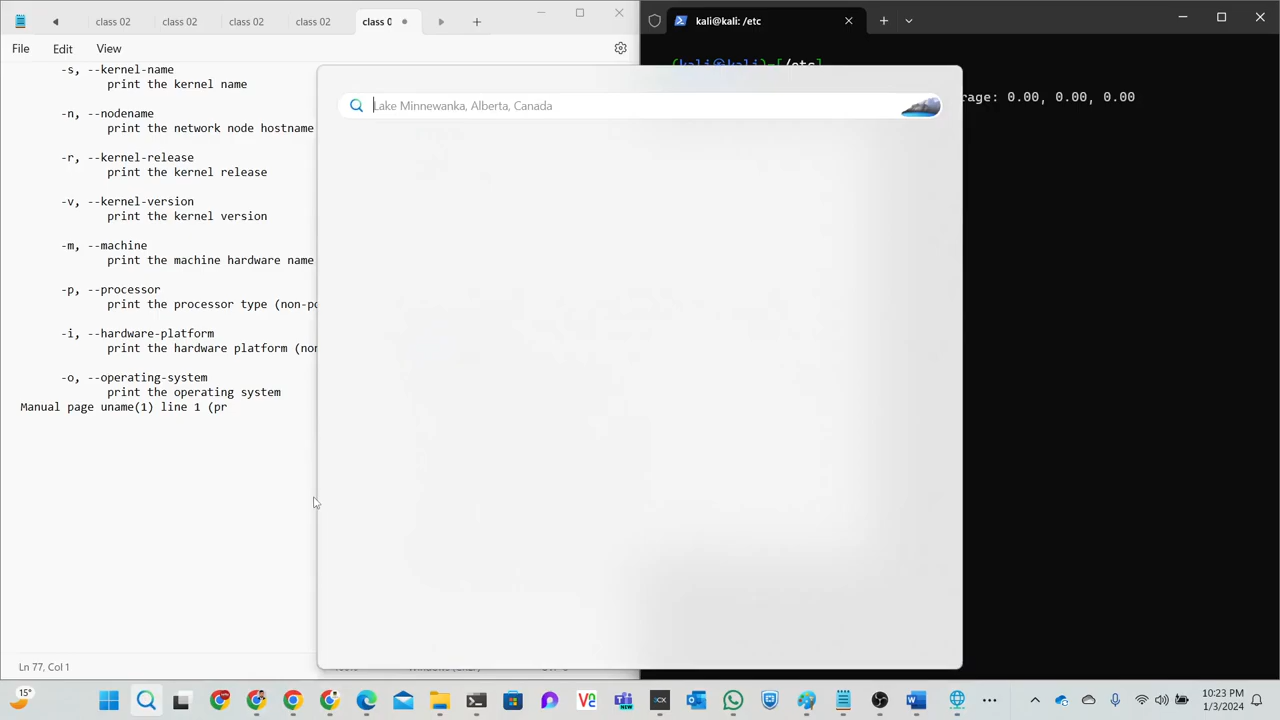 class 02
class 02
class 02
class 02
class 0
File
Edit
View
-s, --kernel-name
print the kernel name
-n, --nodename
print the network node hostname
-r, --kernel-release
print the kernel release
-v, --kernel-version
print the kernel version
-m, --machine
print the machine hardware name
-p, --processor
print the processor type (non-po
-i, --hardware-platform
print the hardware platform (non
-o, --operating-system
print the operating system
Manual page uname(1) line 1 (pr
Ln 77, Col 1
Lake Minnewanka, Alberta, Canada
kali@kali: /etc
(kali@kali)-[/etc]
rage: 0.00, 0.00, 0.00
15°
10:23 PM
1/3/2024